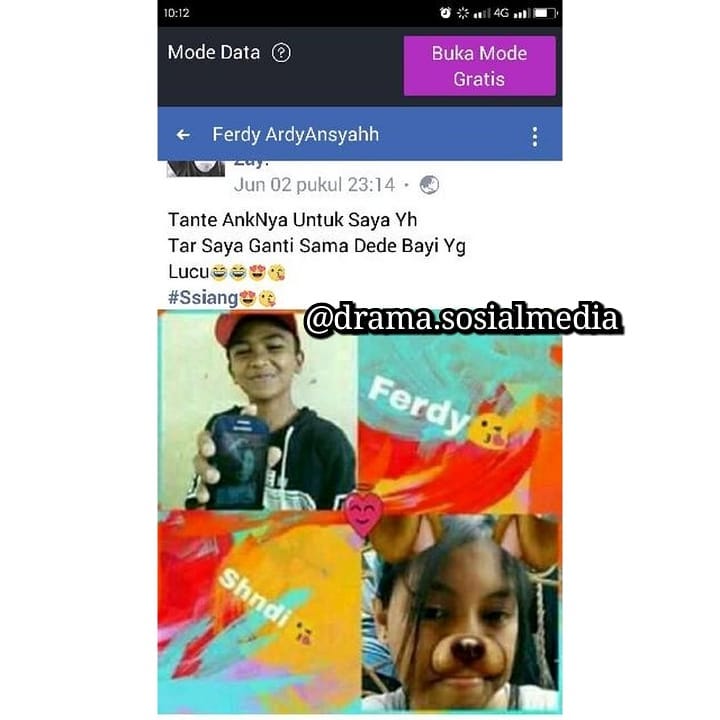 10:12
4G
Mode Data ?
Buka Mode
Gratis
Ferdy ArdyAnsyahh
Zay.
Jun 02 pukul 23:14 ·
Tante AnkNya Untuk Saya Yh
Tar Saya Ganti Sama Dede Bayi Yg
Lucu😂😂😍😘
#Ssiang😍😘
@drama.sosialmedia
Ferdy😘
Shndi😘